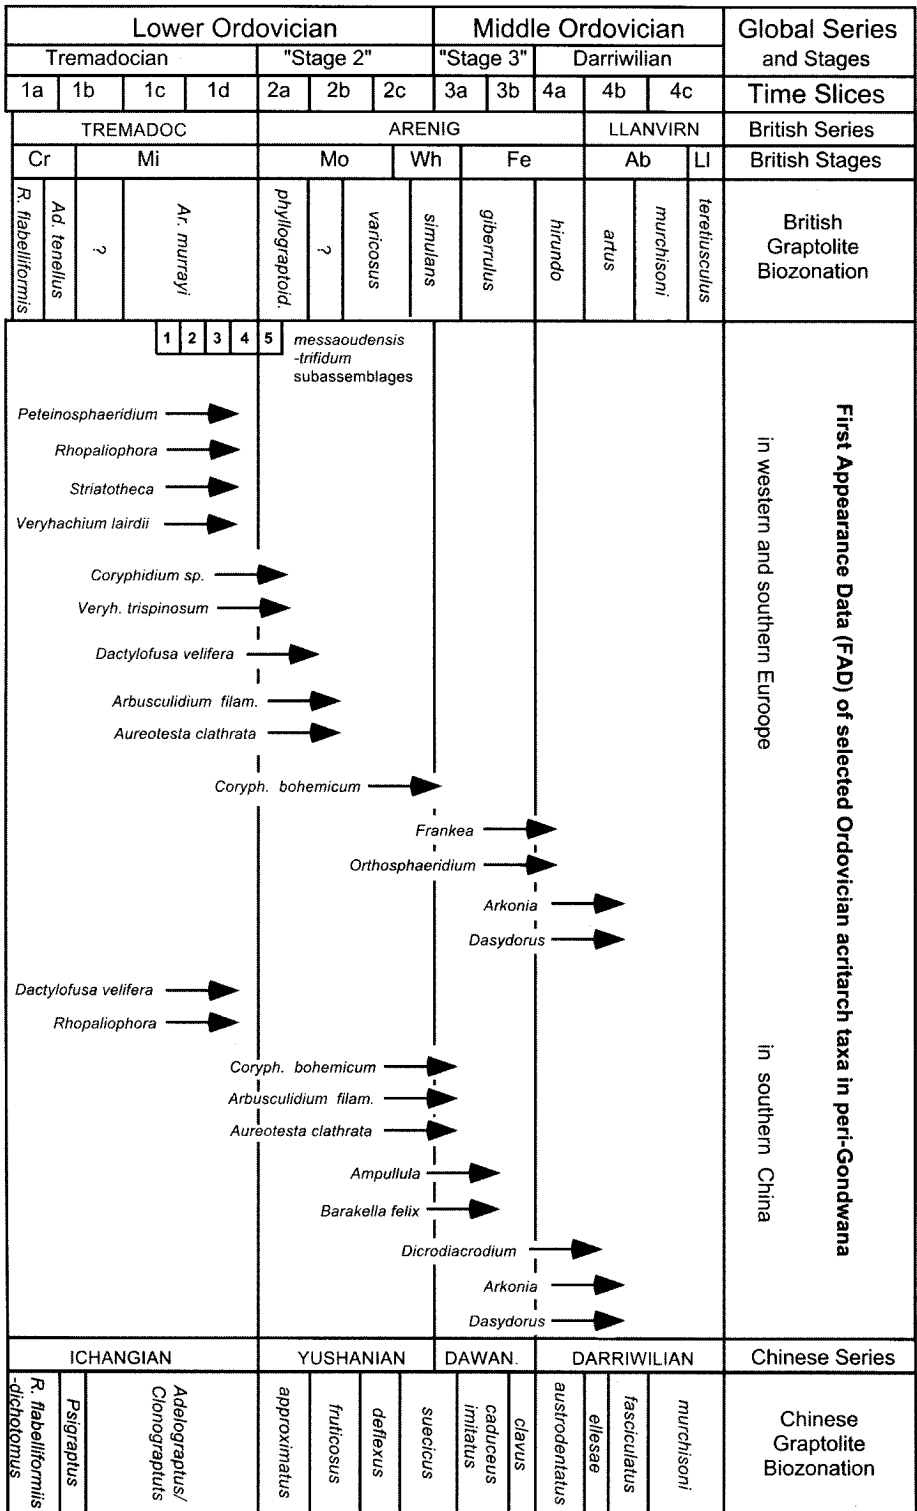 Lower Ordovician Middle Ordovician Global Series
and Stages
Tremadocian "Stage 2" "Stage 3" Darriwilian
1a 1b 1c 1d 2a 2b 2c 3a 3b 4a 4b 4c Time Slices
TREMADOC ARENIG LLANVIRN British Series
Cr Mi Mo Wh Fe Ab Ll British Stages
R. flabelliformis
Ad. tenellus
?
Ar. murrayi
phyllograptoid.
?
varicosus
simulans
giberrulus
hirundo
artus
murchisoni
teretiusculus
British
Graptolite
Biozonation
1 2 3 4 5 messaoudensis
-trifidum
subassemblages
Peteinosphaeridium
Rhopaliophora
Striatotheca
Veryhachium lairdii
Coryphidium sp.
Veryh. trispinosum
Dactylofusa velifera
Arbusculidium filam.
Aureotesta clathrata
Coryph. bohemicum
Frankea
Orthosphaeridium
Arkonia
Dasydorus
in western and southern Euroope
First Appearance Data (FAD) of selected Ordovician acritarch taxa in peri-Gondwana
Dactylofusa velifera
Rhopaliophora
Coryph. bohemicum
Arbusculidium filam.
Aureotesta clathrata
Ampullula
Barakella felix
Dicrodiacrodium
Arkonia
Dasydorus
in southern China
ICHANGIAN YUSHANIAN DAWAN. DARRIWILIAN Chinese Series
R. flabelliformiis
-dichotomus
Psigraptus
Adelograptus/
Clonograptuts
approximatus
fruticosus
deflexus
suecicus
caduceus
imitatus
clavus
austrodentatus
ellesae
fasciculatus
murchisoni
Chinese
Graptolite
Biozonation